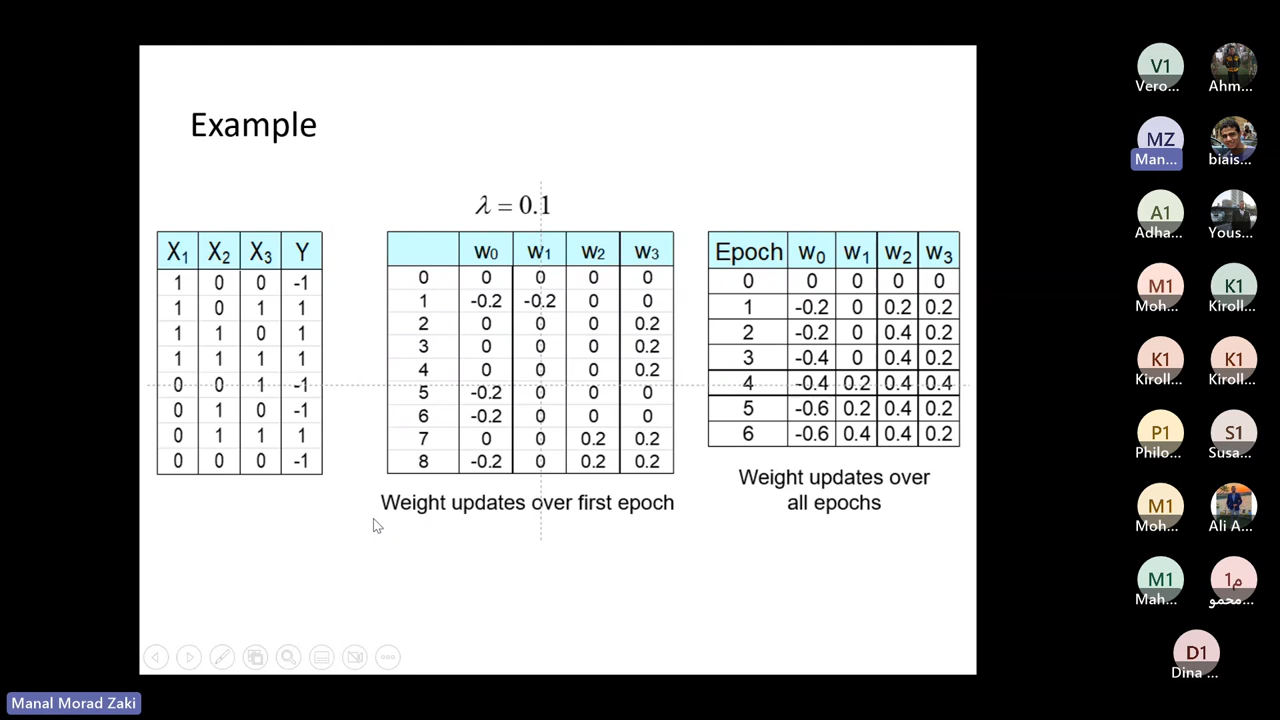 Example
λ = 0.1
X1 X2 X3 Y
1 0 0 -1
1 0 1 1
1 1 0 1
1 1 1 1
0 0 1 -1
0 1 0 -1
0 1 1 1
0 0 0 -1
w0 w1 w2 w3
0 0 0 0 0
1 -0.2 -0.2 0 0
2 0 0 0 0.2
3 0 0 0 0.2
4 0 0 0 0.2
5 -0.2 0 0 0
6 -0.2 0 0 0
7 0 0 0.2 0.2
8 -0.2 0 0.2 0.2
Weight updates over first epoch
Epoch w0 w1 w2 w3
0 0 0 0 0
1 -0.2 0 0.2 0.2
2 -0.2 0 0.4 0.2
3 -0.4 0 0.4 0.2
4 -0.4 0.2 0.4 0.4
5 -0.6 0.2 0.4 0.2
6 -0.6 0.4 0.4 0.2
Weight updates over
all epochs
V1
Vero...
Ahm...
MZ
Man...
biais...
A1
Adha...
Yous...
M1
Moh...
K1
Kiroll...
K1
Kiroll...
K1
Kiroll...
P1
Philo...
S1
Susa...
M1
Moh...
Ali A...
M1
Mah...
م1
محمو...
D1
Dina ...
Manal Morad Zaki